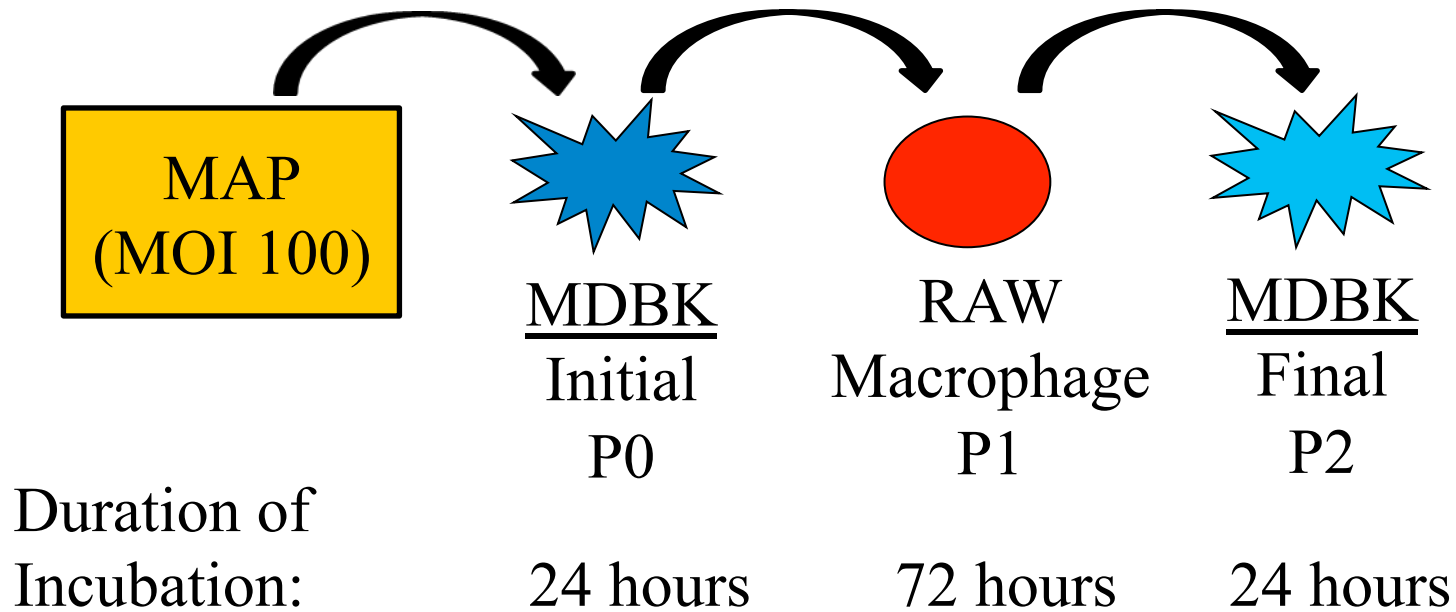 MAP
(MOI 100)
MDBK
Initial
P0
RAW
Macrophage
P1
MDBK
Final
P2
Duration of
Incubation:
24 hours
72 hours
24 hours